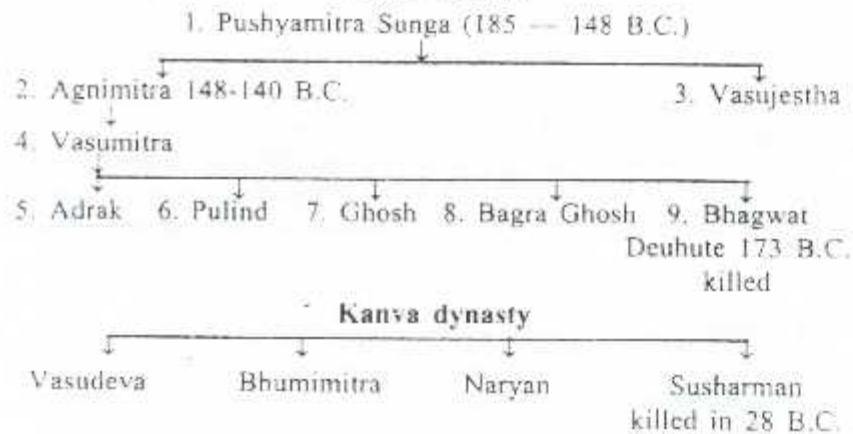 1. Pushyamitra Sunga (185 — 148 B.C.)
2. Agnimitra 148-140 B.C. 3. Vasujestha
4. Vasumitra
5. Adrak 6. Pulind 7. Ghosh 8. Bagra Ghosh 9. Bhagwat
Deuhute 173 B.C.
killed
Kanva dynasty
Vasudeva Bhumimitra Naryan Susharman
killed in 28 B.C.